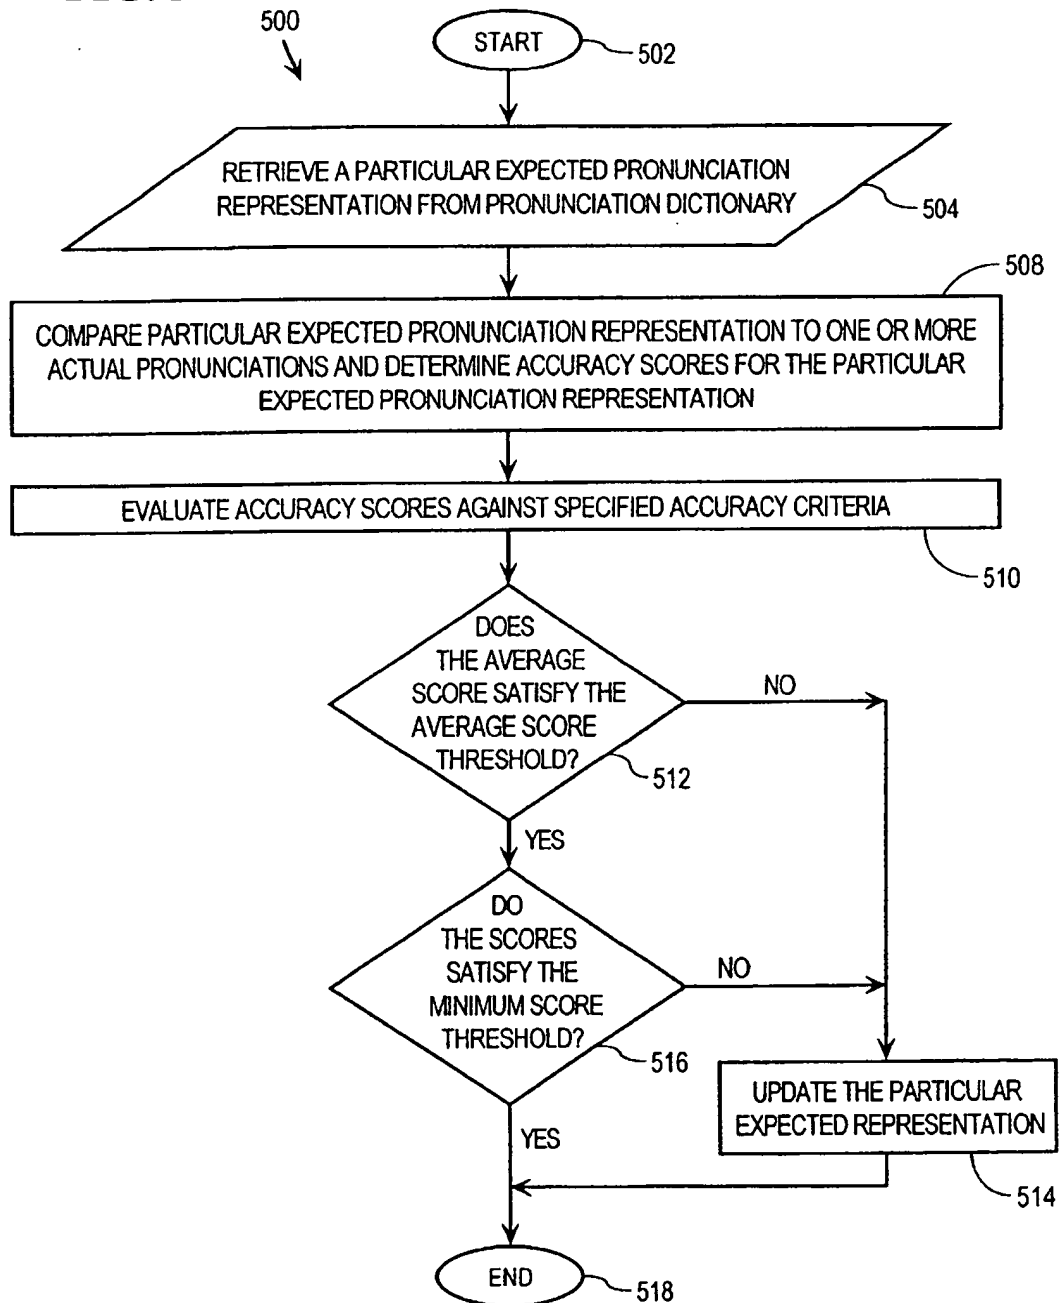 500
START
502
RETRIEVE A PARTICULAR EXPECTED PRONUNCIATION
REPRESENTATION FROM PRONUNCIATION DICTIONARY
504
508
COMPARE PARTICULAR EXPECTED PRONUNCIATION REPRESENTATION TO ONE OR MORE
ACTUAL PRONUNCIATIONS AND DETERMINE ACCURACY SCORES FOR THE PARTICULAR
EXPECTED PRONUNCIATION REPRESENTATION
EVALUATE ACCURACY SCORES AGAINST SPECIFIED ACCURACY CRITERIA
510
DOES
THE AVERAGE
SCORE SATISFY THE
AVERAGE SCORE
THRESHOLD?
NO
512
YES
DO
THE SCORES
SATISFY THE
MINIMUM SCORE
THRESHOLD?
NO
516
UPDATE THE PARTICULAR
EXPECTED REPRESENTATION
YES
514
END
518